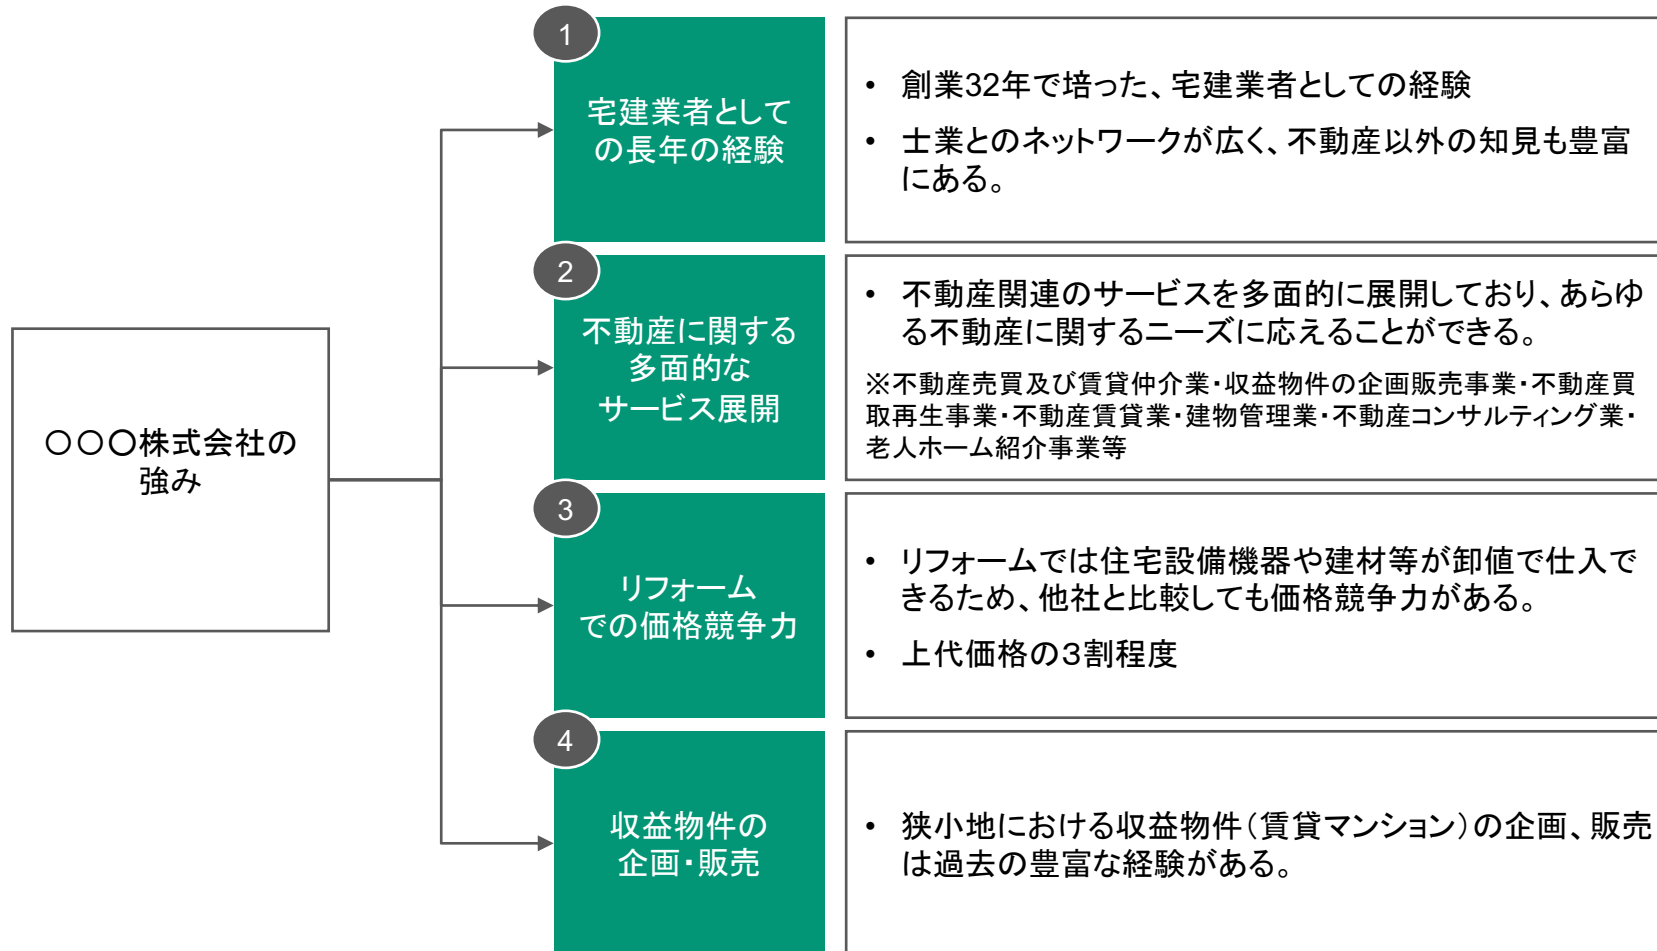 〇〇〇株式会社の
強み
1
宅建業者として
の長年の経験
• 創業32年で培った、宅建業者としての経験
• 士業とのネットワークが広く、不動産以外の知見も豊富
にある。
2
不動産に関する
多面的な
サービス展開
• 不動産関連のサービスを多面的に展開しており、あらゆ
る不動産に関するニーズに応えることができる。
※不動産売買及び賃貸仲介業・収益物件の企画販売事業・不動産買
取再生事業・不動産賃貸業・建物管理業・不動産コンサルティング業・
老人ホーム紹介事業等
3
リフォーム
での価格競争力
• リフォームでは住宅設備機器や建材等が卸値で仕入で
きるため、他社と比較しても価格競争力がある。
• 上代価格の３割程度
4
収益物件の
企画・販売
• 狭小地における収益物件（賃貸マンション）の企画、販売
は過去の豊富な経験がある。